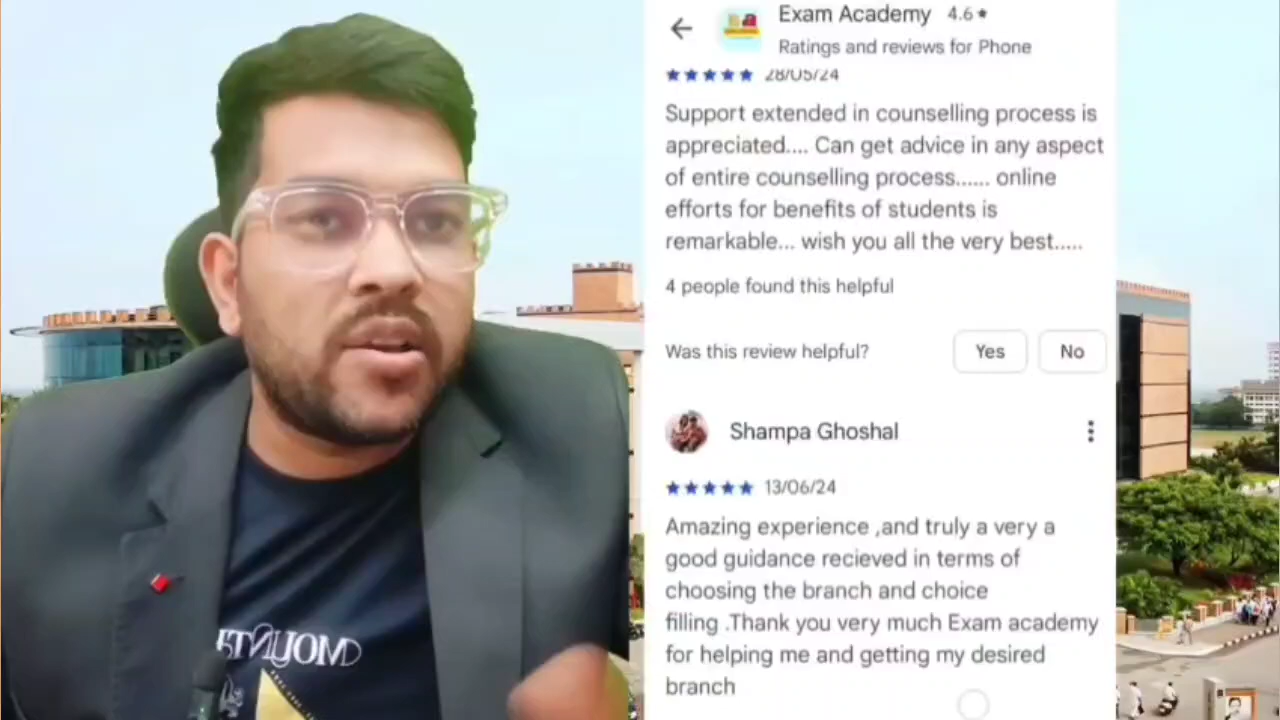 Exam Academy 4.6★
Ratings and reviews for Phone
28/05/24
Support extended in counselling process is
appreciated.... Can get advice in any aspect
of entire counselling process...... online
efforts for benefits of students is
remarkable... wish you all the very best.....
4 people found this helpful
Was this review helpful? Yes No
Shampa Ghoshal
13/06/24
Amazing experience ,and truly a very a
good guidance recieved in terms of
choosing the branch and choice
filling .Thank you very much Exam academy
for helping me and getting my desired
branch